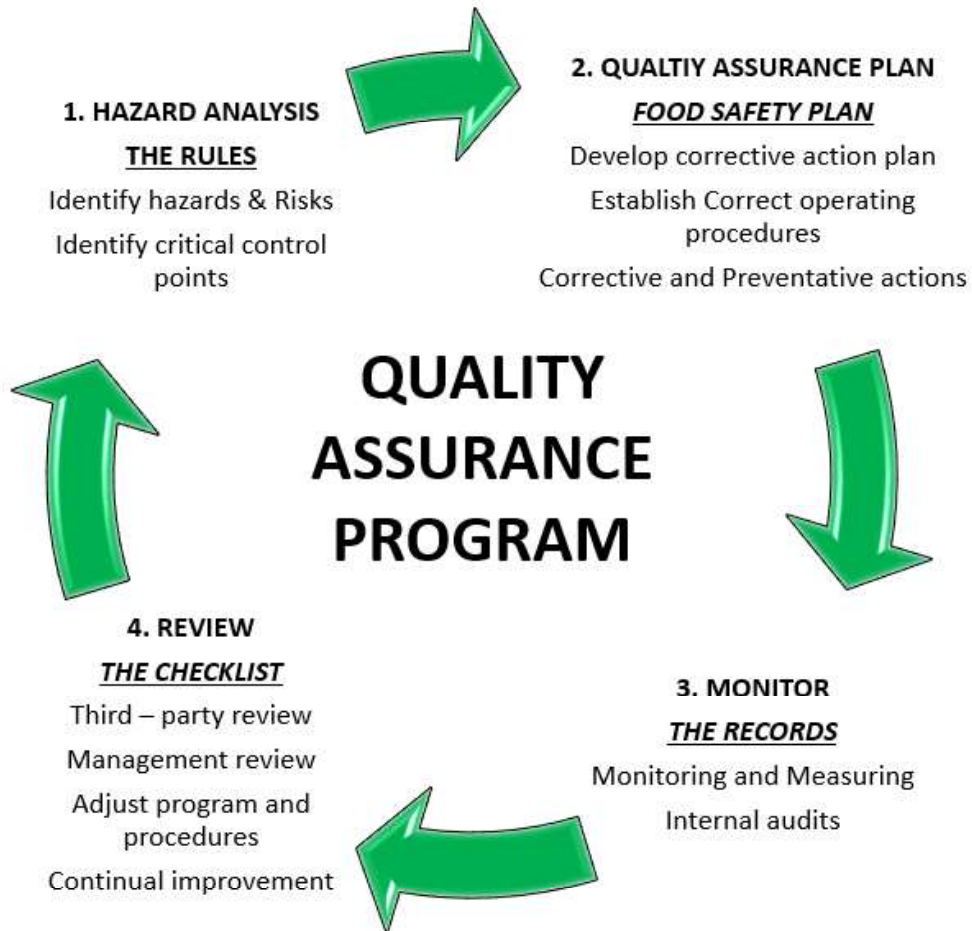 1. HAZARD ANALYSIS
THE RULES
Identify hazards & Risks
Identify critical control
points
2. QUALTIY ASSURANCE PLAN
FOOD SAFETY PLAN
Develop corrective action plan
Establish Correct operating
procedures
Corrective and Preventative actions
QUALITY
ASSURANCE
PROGRAM
3. MONITOR
THE RECORDS
Monitoring and Measuring
Internal audits
4. REVIEW
THE CHECKLIST
Third – party review
Management review
Adjust program and
procedures
Continual improvement